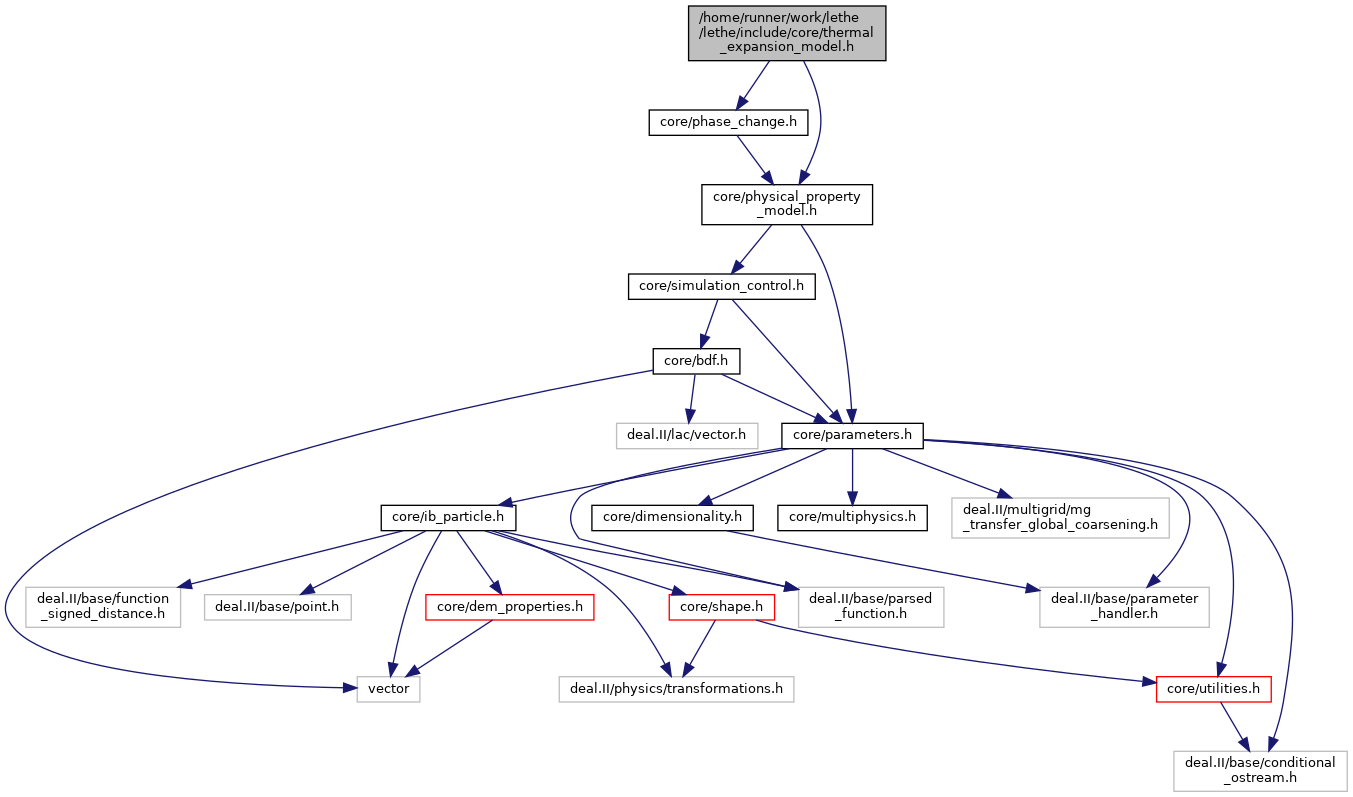 /home/runner/work/lethe
/lethe/include/core/thermal
_expansion_model.h
core/phase_change.h
core/physical_property
_model.h
core/simulation_control.h
core/bdf.h
deal.II/lac/vector.h
core/parameters.h
core/ib_particle.h
core/dimensionality.h
core/multiphysics.h
deal.II/multigrid/mg
_transfer_global_coarsening.h
deal.II/base/function
_signed_distance.h
deal.II/base/point.h
core/dem_properties.h
core/shape.h
deal.II/base/parsed
_function.h
deal.II/base/parameter
_handler.h
vector
deal.II/physics/transformations.h
core/utilities.h
deal.II/base/conditional
_ostream.h